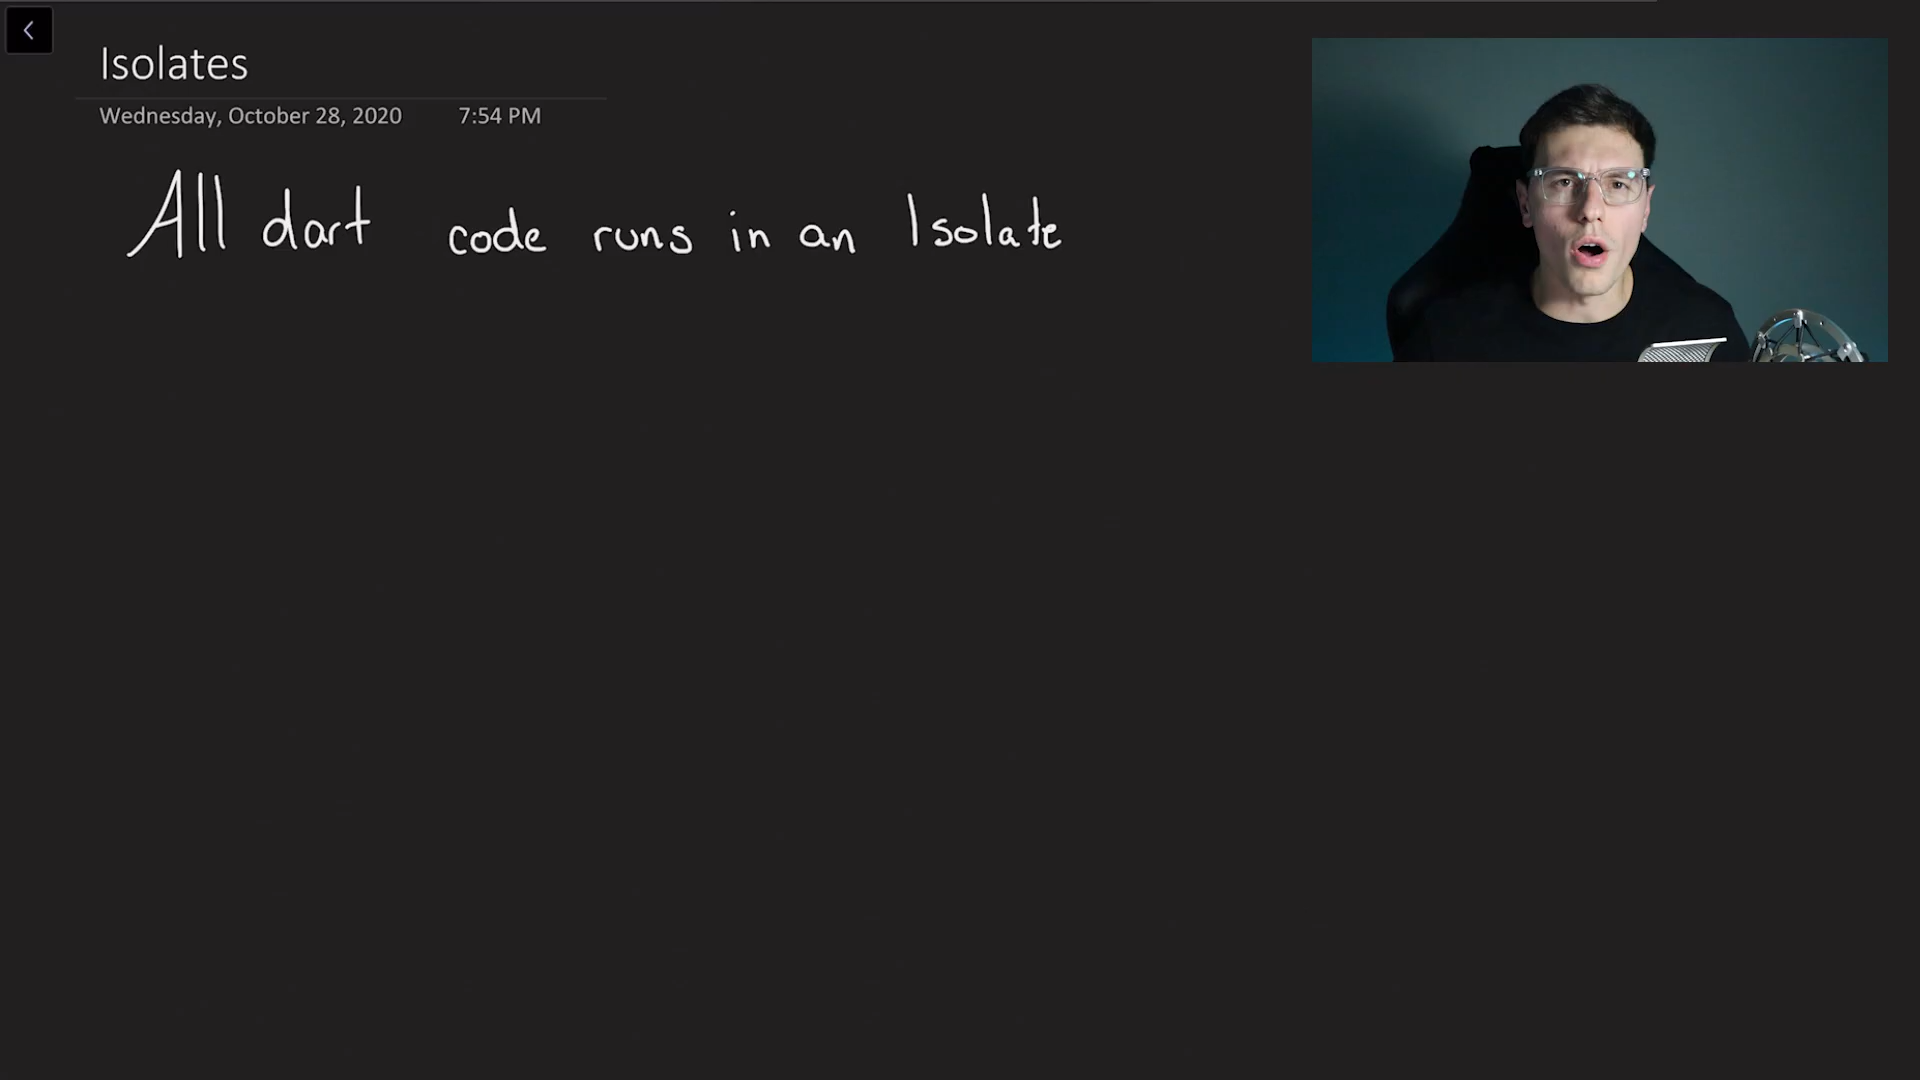 Isolates
Wednesday, October 28, 2020 7:54 PM
All dart code runs in an Isolate